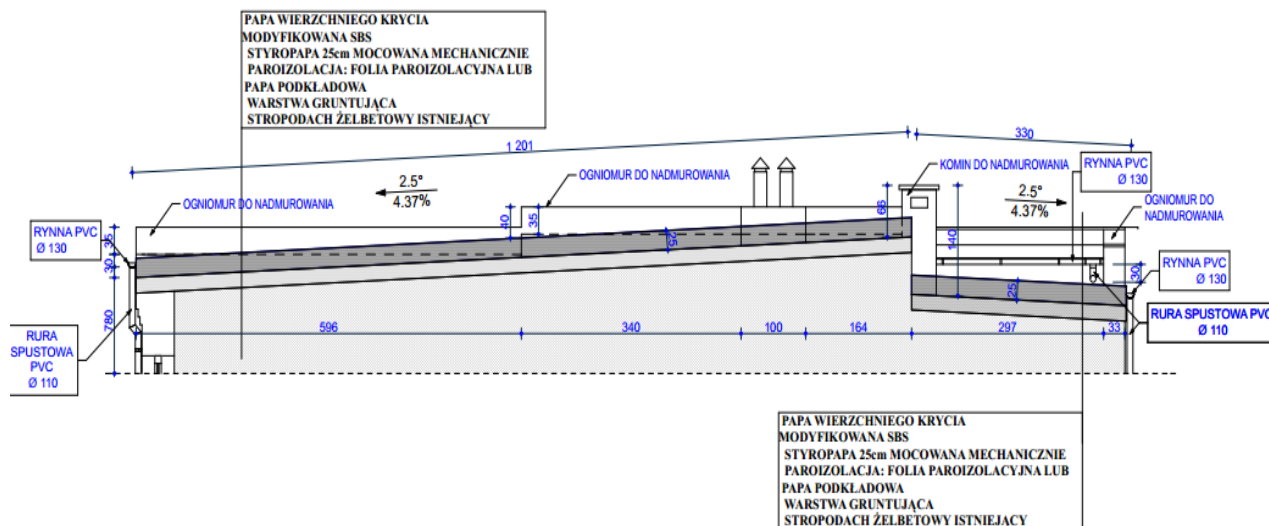 PAPA WIERZCHNIEGO KRYCIA
MODYFIKOWANA SBS
STYROPAPA 25cm MOCOWANA MECHANICZNIE
PAROIZOLACJA: FOLIA PAROIZOLACYJNA LUB
PAPA PODKŁADOWA
WARSTWA GRUNTUJĄCA
STROPODACH ŻELBETOWY ISTNIEJĄCY
1 201
330
2.5°
4.37%
OGNIOMUR DO NADMUROWANIA
OGNIOMUR DO NADMUROWANIA
KOMIN DO NADMUROWANIA
RYNNA PVC
Ø 130
2.5°
4.37%
OGNIOMUR DO
NADMUROWANIA
RYNNA PVC
Ø 130
35
30
780
40
35
25
66
140
25
30
RYNNA PVC
Ø 130
RURA SPUSTOWA PVC
Ø 110
RURA
SPUSTOWA
PVC
Ø 110
596
340
100
164
297
33
PAPA WIERZCHNIEGO KRYCIA
MODYFIKOWANA SBS
STYROPAPA 25cm MOCOWANA MECHANICZNIE
PAROIZOLACJA: FOLIA PAROIZOLACYJNA LUB
PAPA PODKŁADOWA
WARSTWA GRUNTUJĄCA
STROPODACH ŻELBETOWY ISTNIEJĄCY